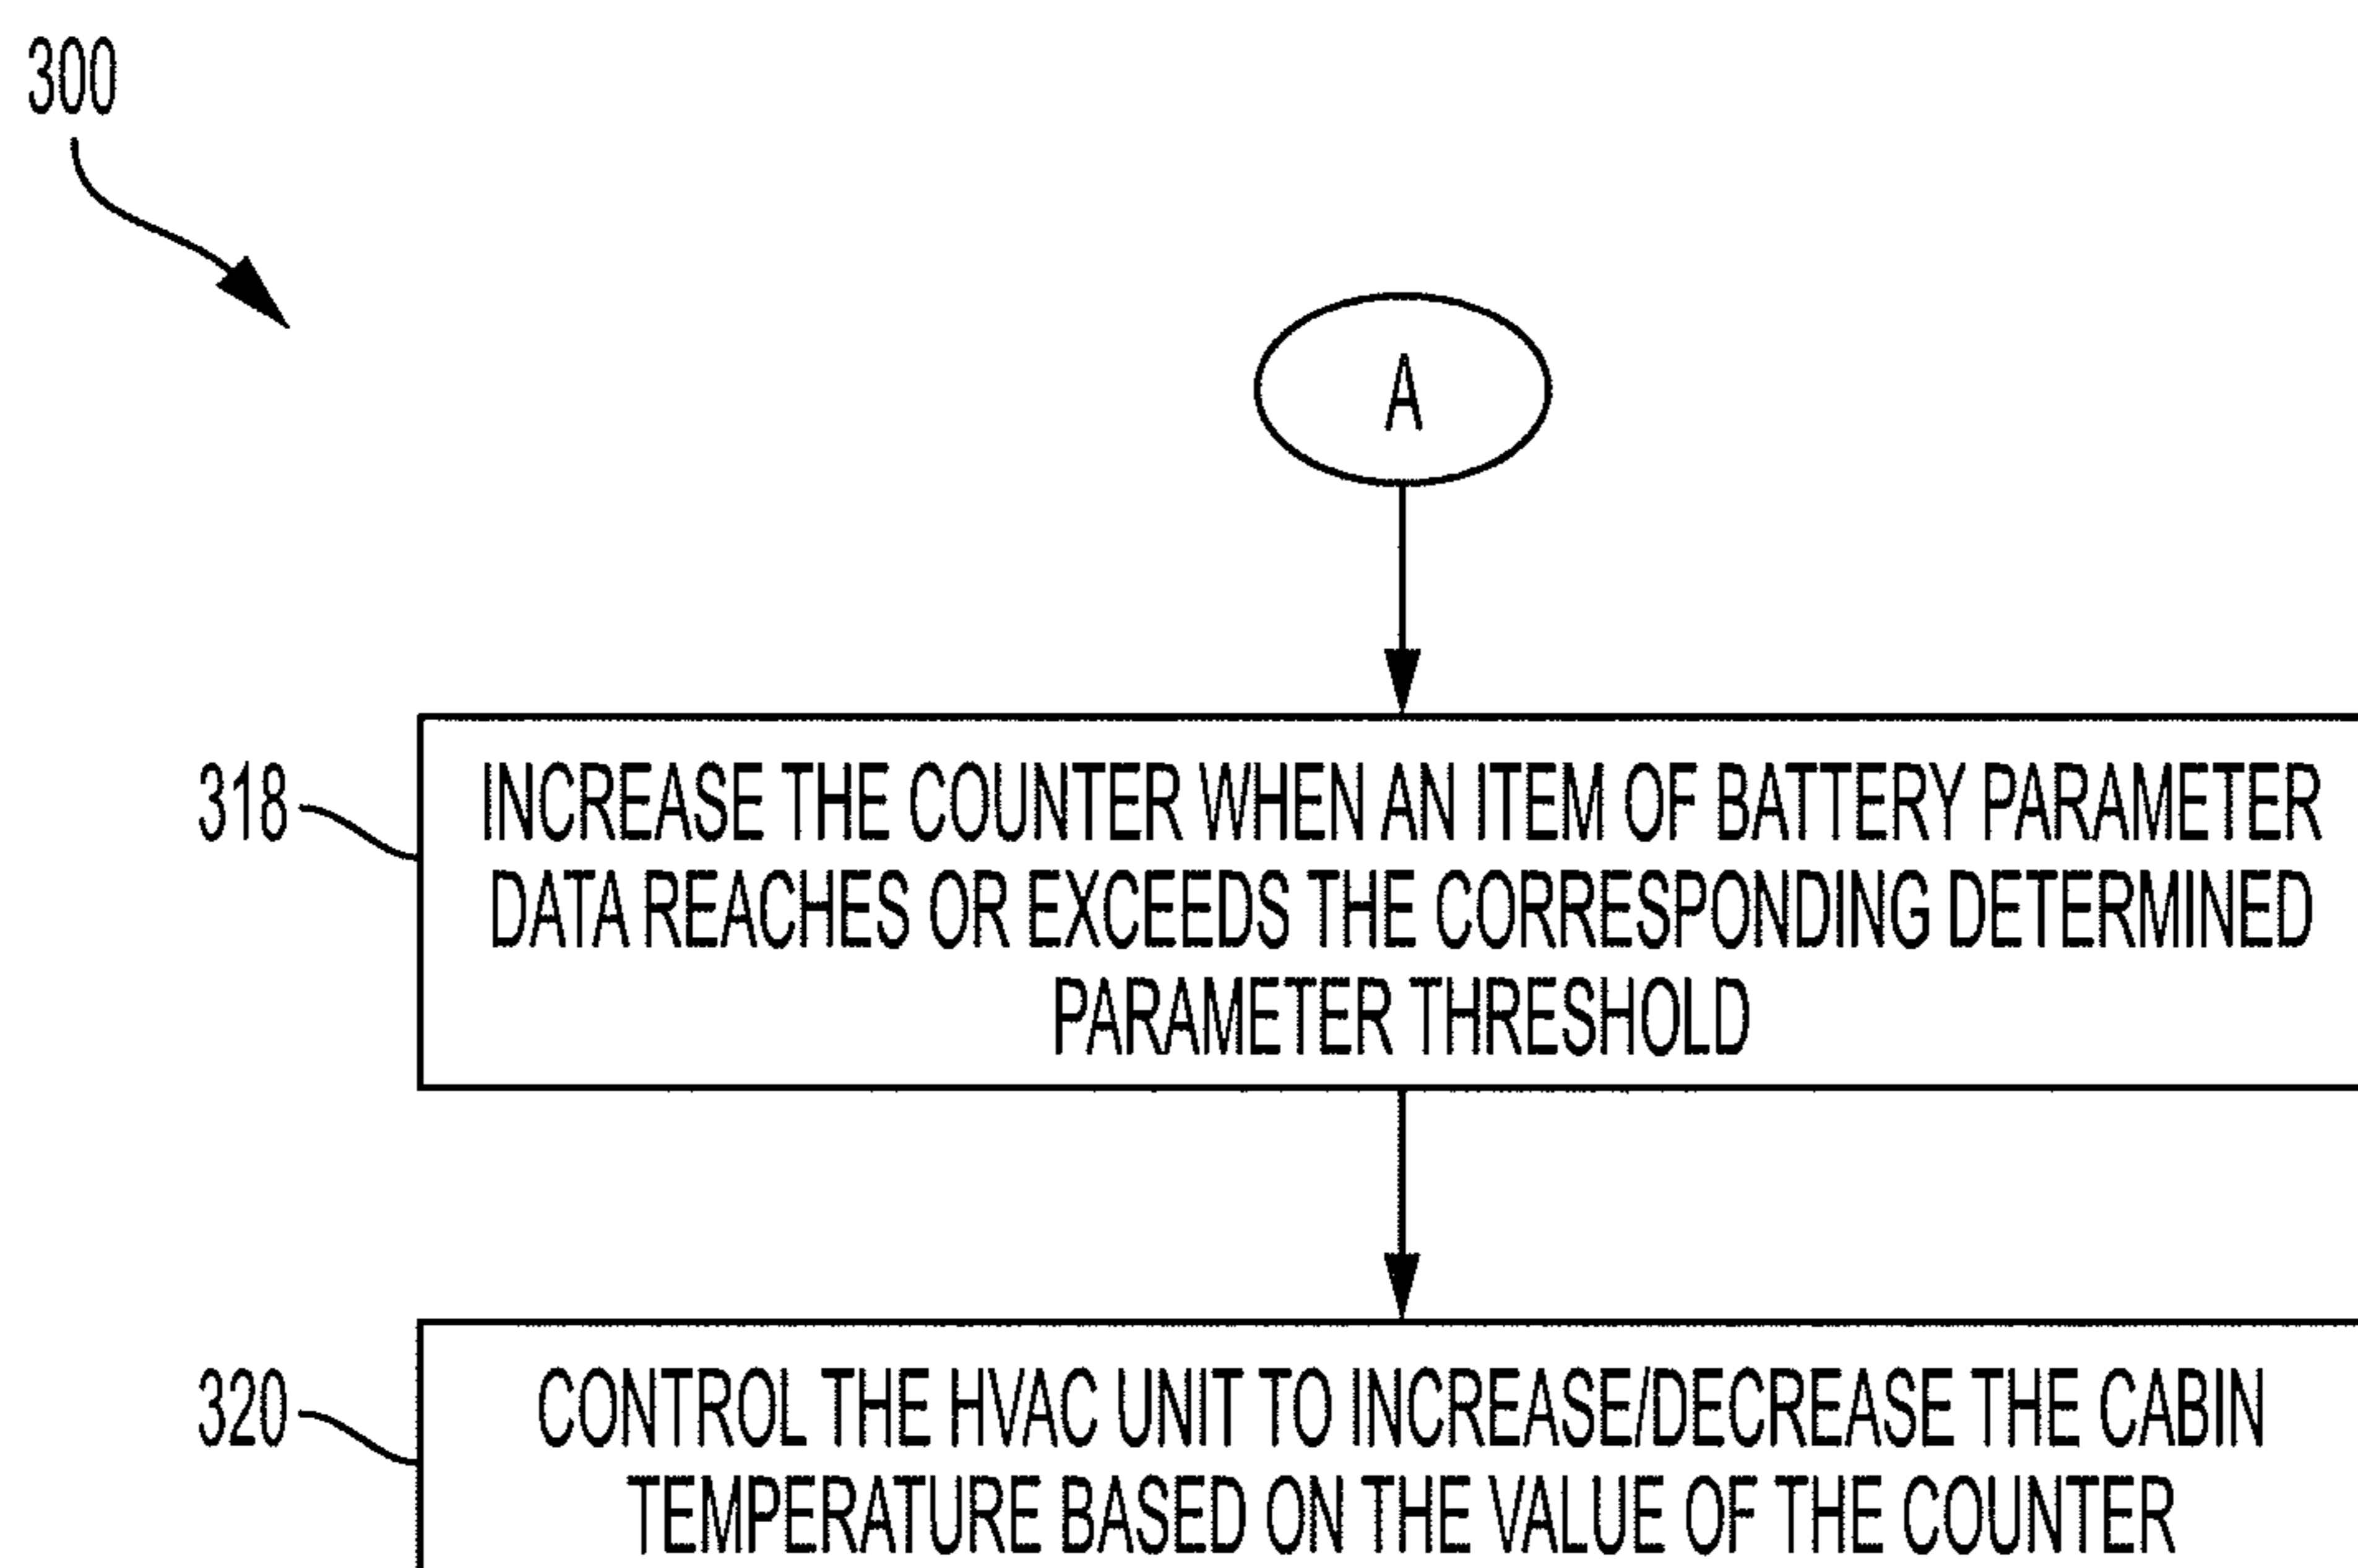 300
A
318
INCREASE THE COUNTER WHEN AN ITEM OF BATTERY PARAMETER
DATA REACHES OR EXCEEDS THE CORRESPONDING DETERMINED
PARAMETER THRESHOLD
320
CONTROL THE HVAC UNIT TO INCREASE/DECREASE THE CABIN
TEMPERATURE BASED ON THE VALUE OF THE COUNTER